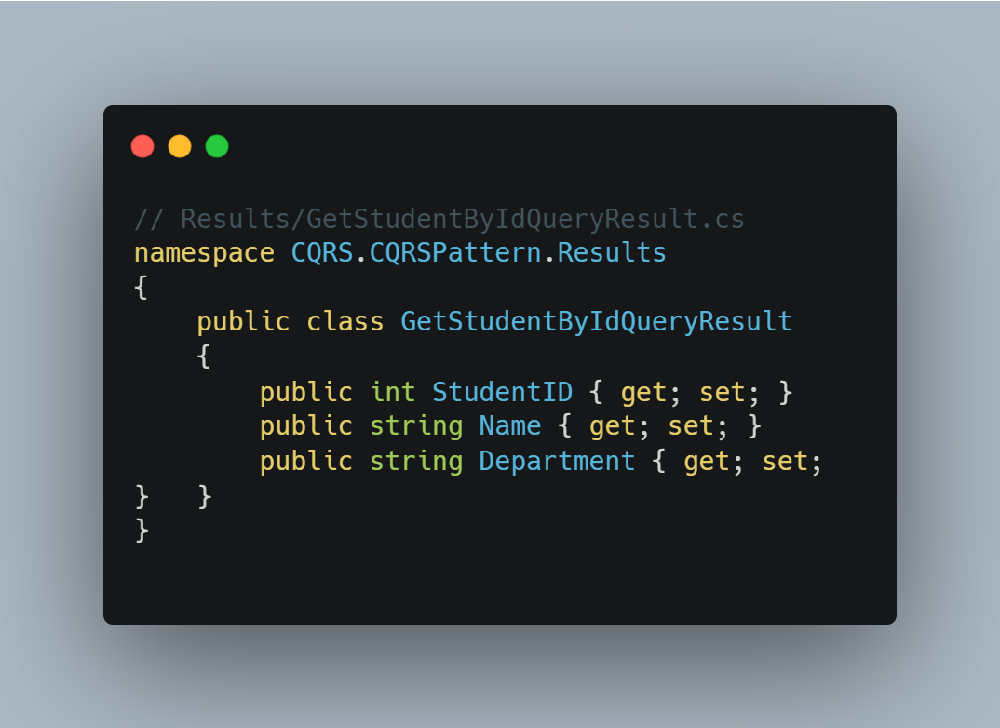 // Results/GetStudentByIdQueryResult.cs
namespace CQRS.CQRSPattern.Results
{
    public class GetStudentByIdQueryResult
    {
        public int StudentID { get; set; }
        public string Name { get; set; }
        public string Department { get; set;
}   }
}